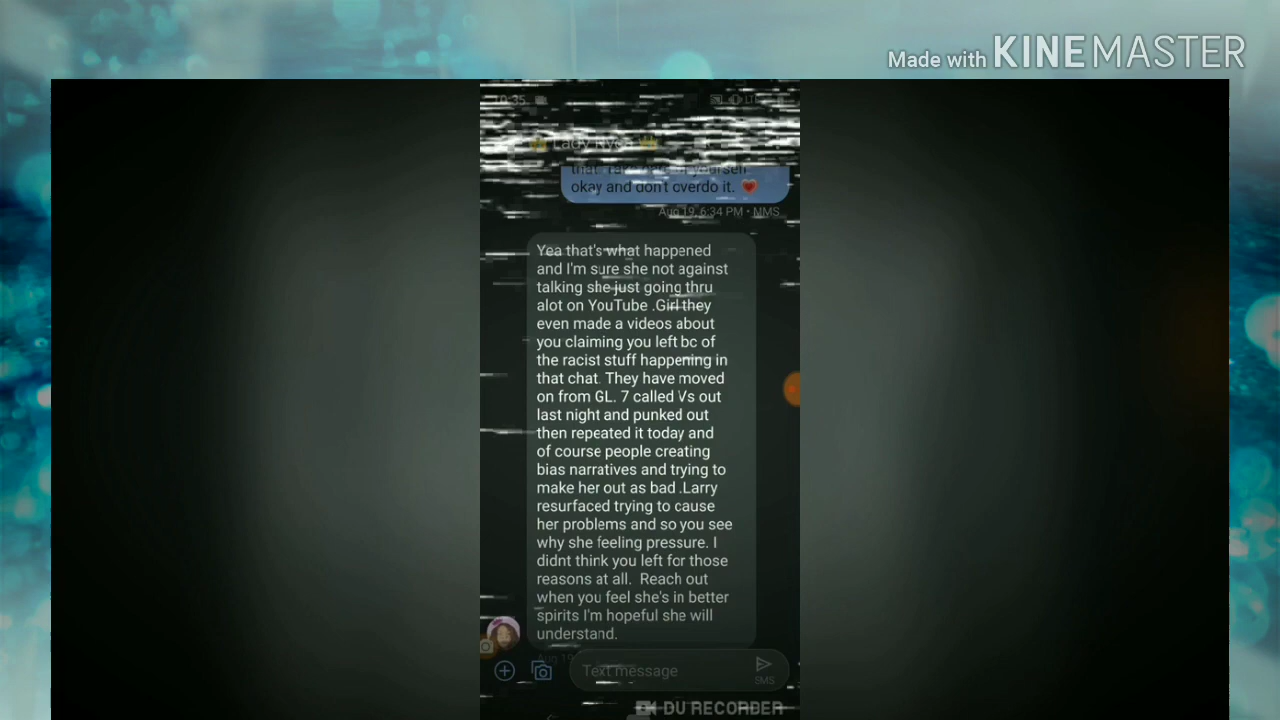 Made with KINEMASTER
10:35
Lady
okay and don't overdo it.
Aug 19, 6:34 PM • MMS
Yea that's what happened
and I'm sure she not against
talking she just going thru
alot on YouTube .Girl they
even made a videos about
you claiming you left bc of
the racist stuff happening in
that chat. They have moved
on from GL. 7 called Vs out
last night and punked out
then repeated it today and
of course people creating
bias narratives and trying to
make her out as bad .Larry
resurfaced trying to cause
her problems and so you see
why she feeling pressure. I
didnt think you left for those
reasons at all. Reach out
when you feel she's in better
spirits I'm hopeful she will
understand.
Aug 19
Text message
SMS
DU RECORDER